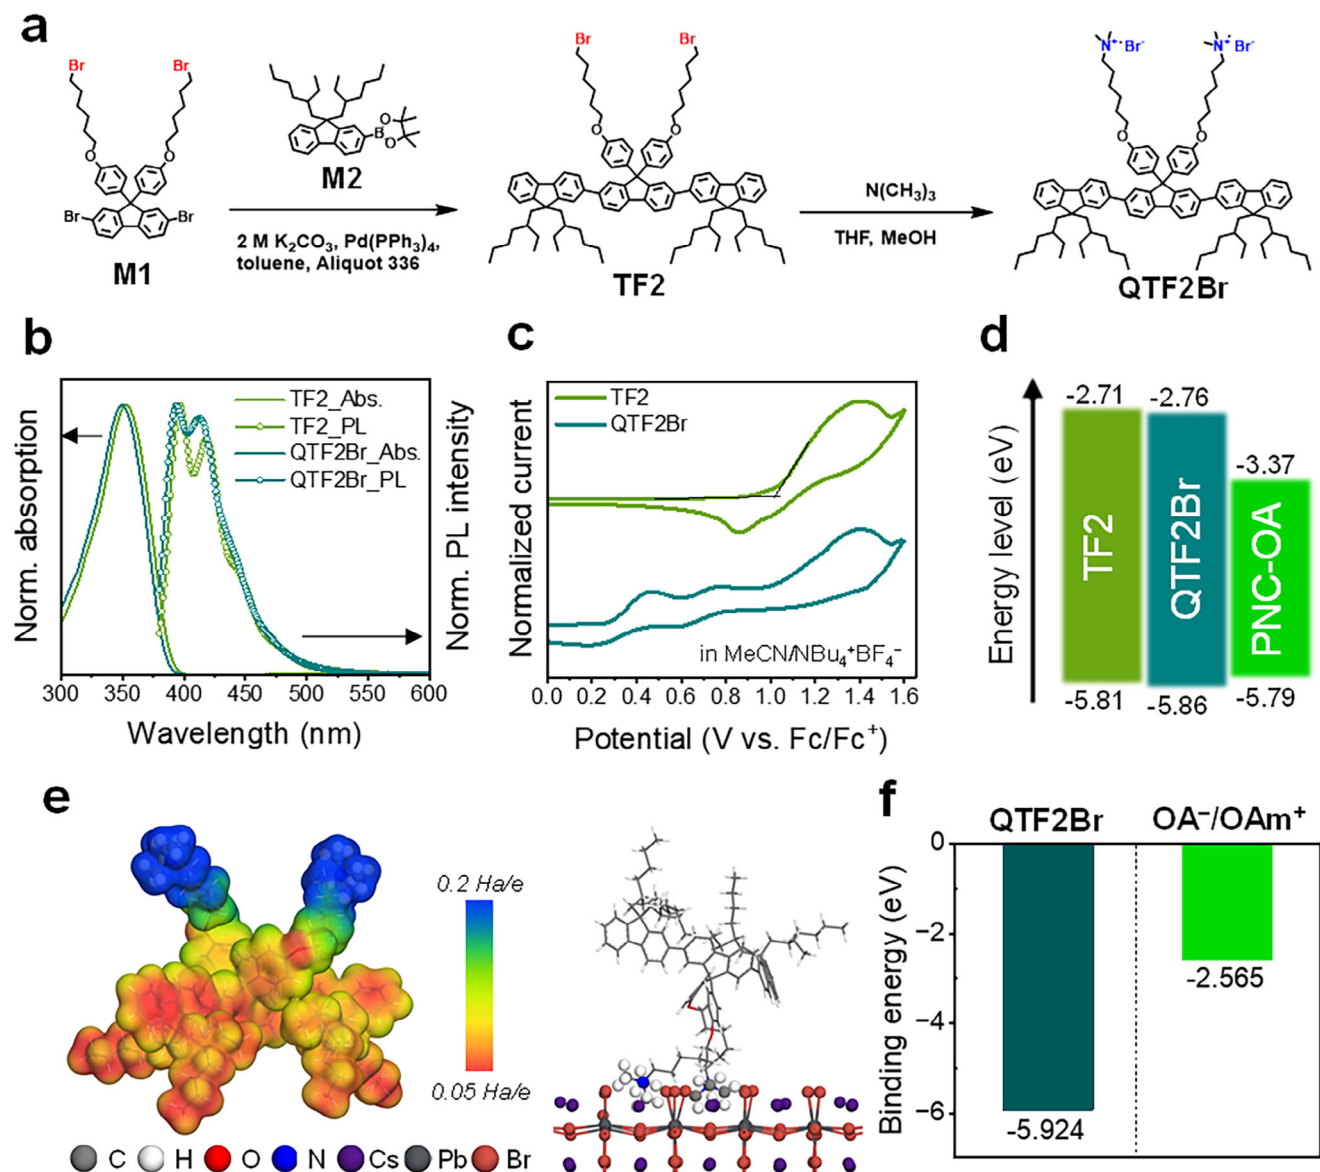 a
Br Br
O O
Br Br
M1
M2
B
O O
2 M K₂CO₃, Pd(PPh₃)₄,
toluene, Aliquot 336
Br Br
O O
TF2
N(CH₃)₃
THF, MeOH
N⁺ Br⁻ N⁺ Br⁻
O O
QTF2Br
b
TF2_Abs.
TF2_PL
QTF2Br_Abs.
QTF2Br_PL
Norm. absorption
Norm. PL intensity
300 350 400 450 500 550 600
Wavelength (nm)
c
TF2
QTF2Br
in MeCN/NBu₄⁺BF₄⁻
Normalized current
0.0 0.2 0.4 0.6 0.8 1.0 1.2 1.4 1.6
Potential (V vs. Fc/Fc⁺)
d
Energy level (eV)
-2.71 -2.76
-3.37
TF2
QTF2Br
PNC-OA
-5.81 -5.86 -5.79
e
0.2 Ha/e
0.05 Ha/e
C H O N Cs Pb Br
f
QTF2Br OA⁻/OAm⁺
Binding energy (eV)
0
−2
−4
−6
-2.565
-5.924